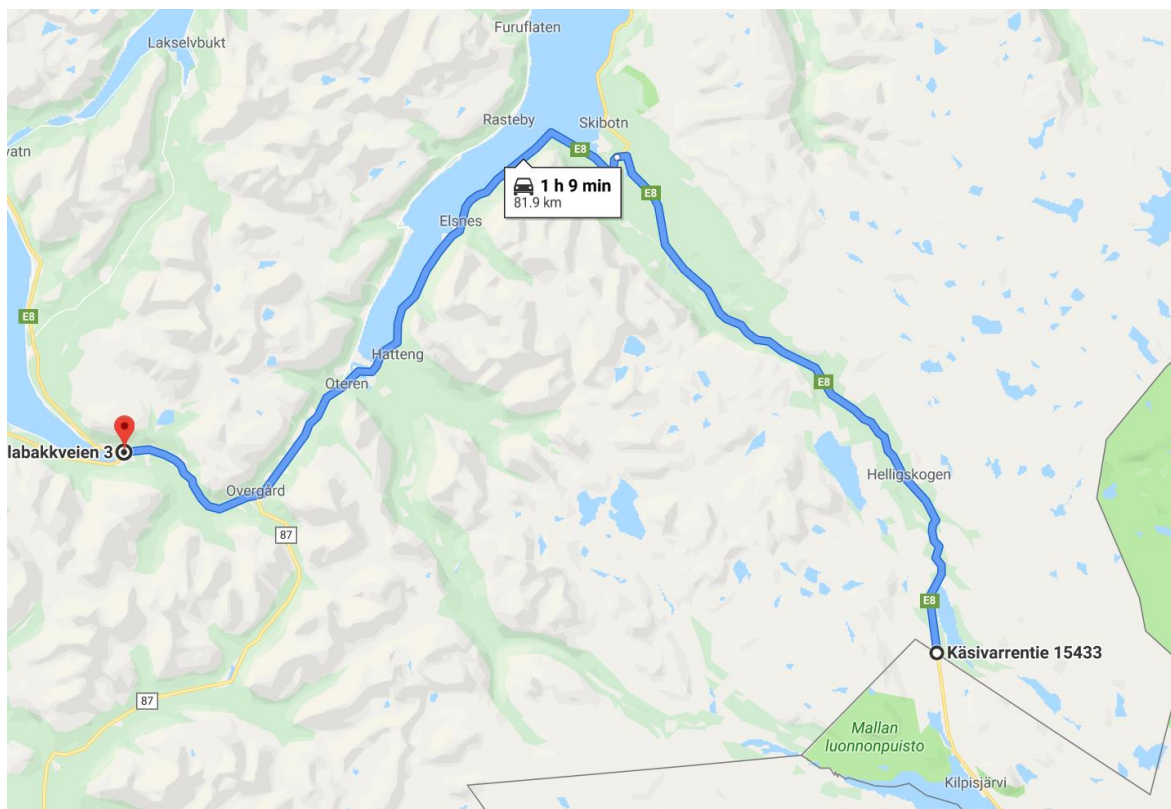 Furuflaten
Lakselvbukt
Rasteby
Skibotn
vatn
E8
1 h 9 min
81.9 km
E8
Elsnes
E8
Hatteng
Oteren
E8
labakkveien 3
Helligskogen
Overgård
87
E8
Käsivarrentie 15433
87
Mallan
luonnonpuisto
Kilpisjärvi